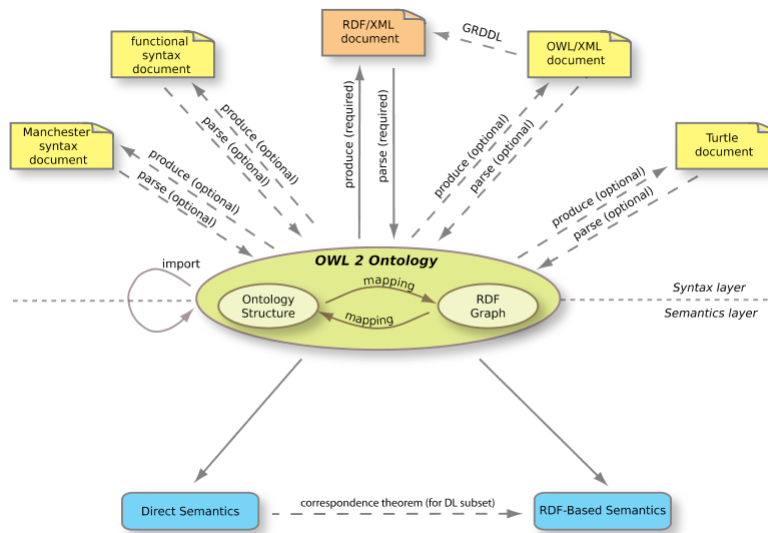 RDF/XML
document
GRDDL
functional
syntax
document
OWL/XML
document
Manchester
syntax
document
Turtle
document
produce (optional)
parse (optional)
produce (optional)
parse (optional)
produce (required)
parse (required)
produce (optional)
parse (optional)
produce (optional)
parse (optional)
OWL 2 Ontology
import
mapping
Ontology
Structure
RDF
Graph
mapping
Syntax layer
Semantics layer
Direct Semantics
correspondence theorem (for DL subset)
RDF-Based Semantics